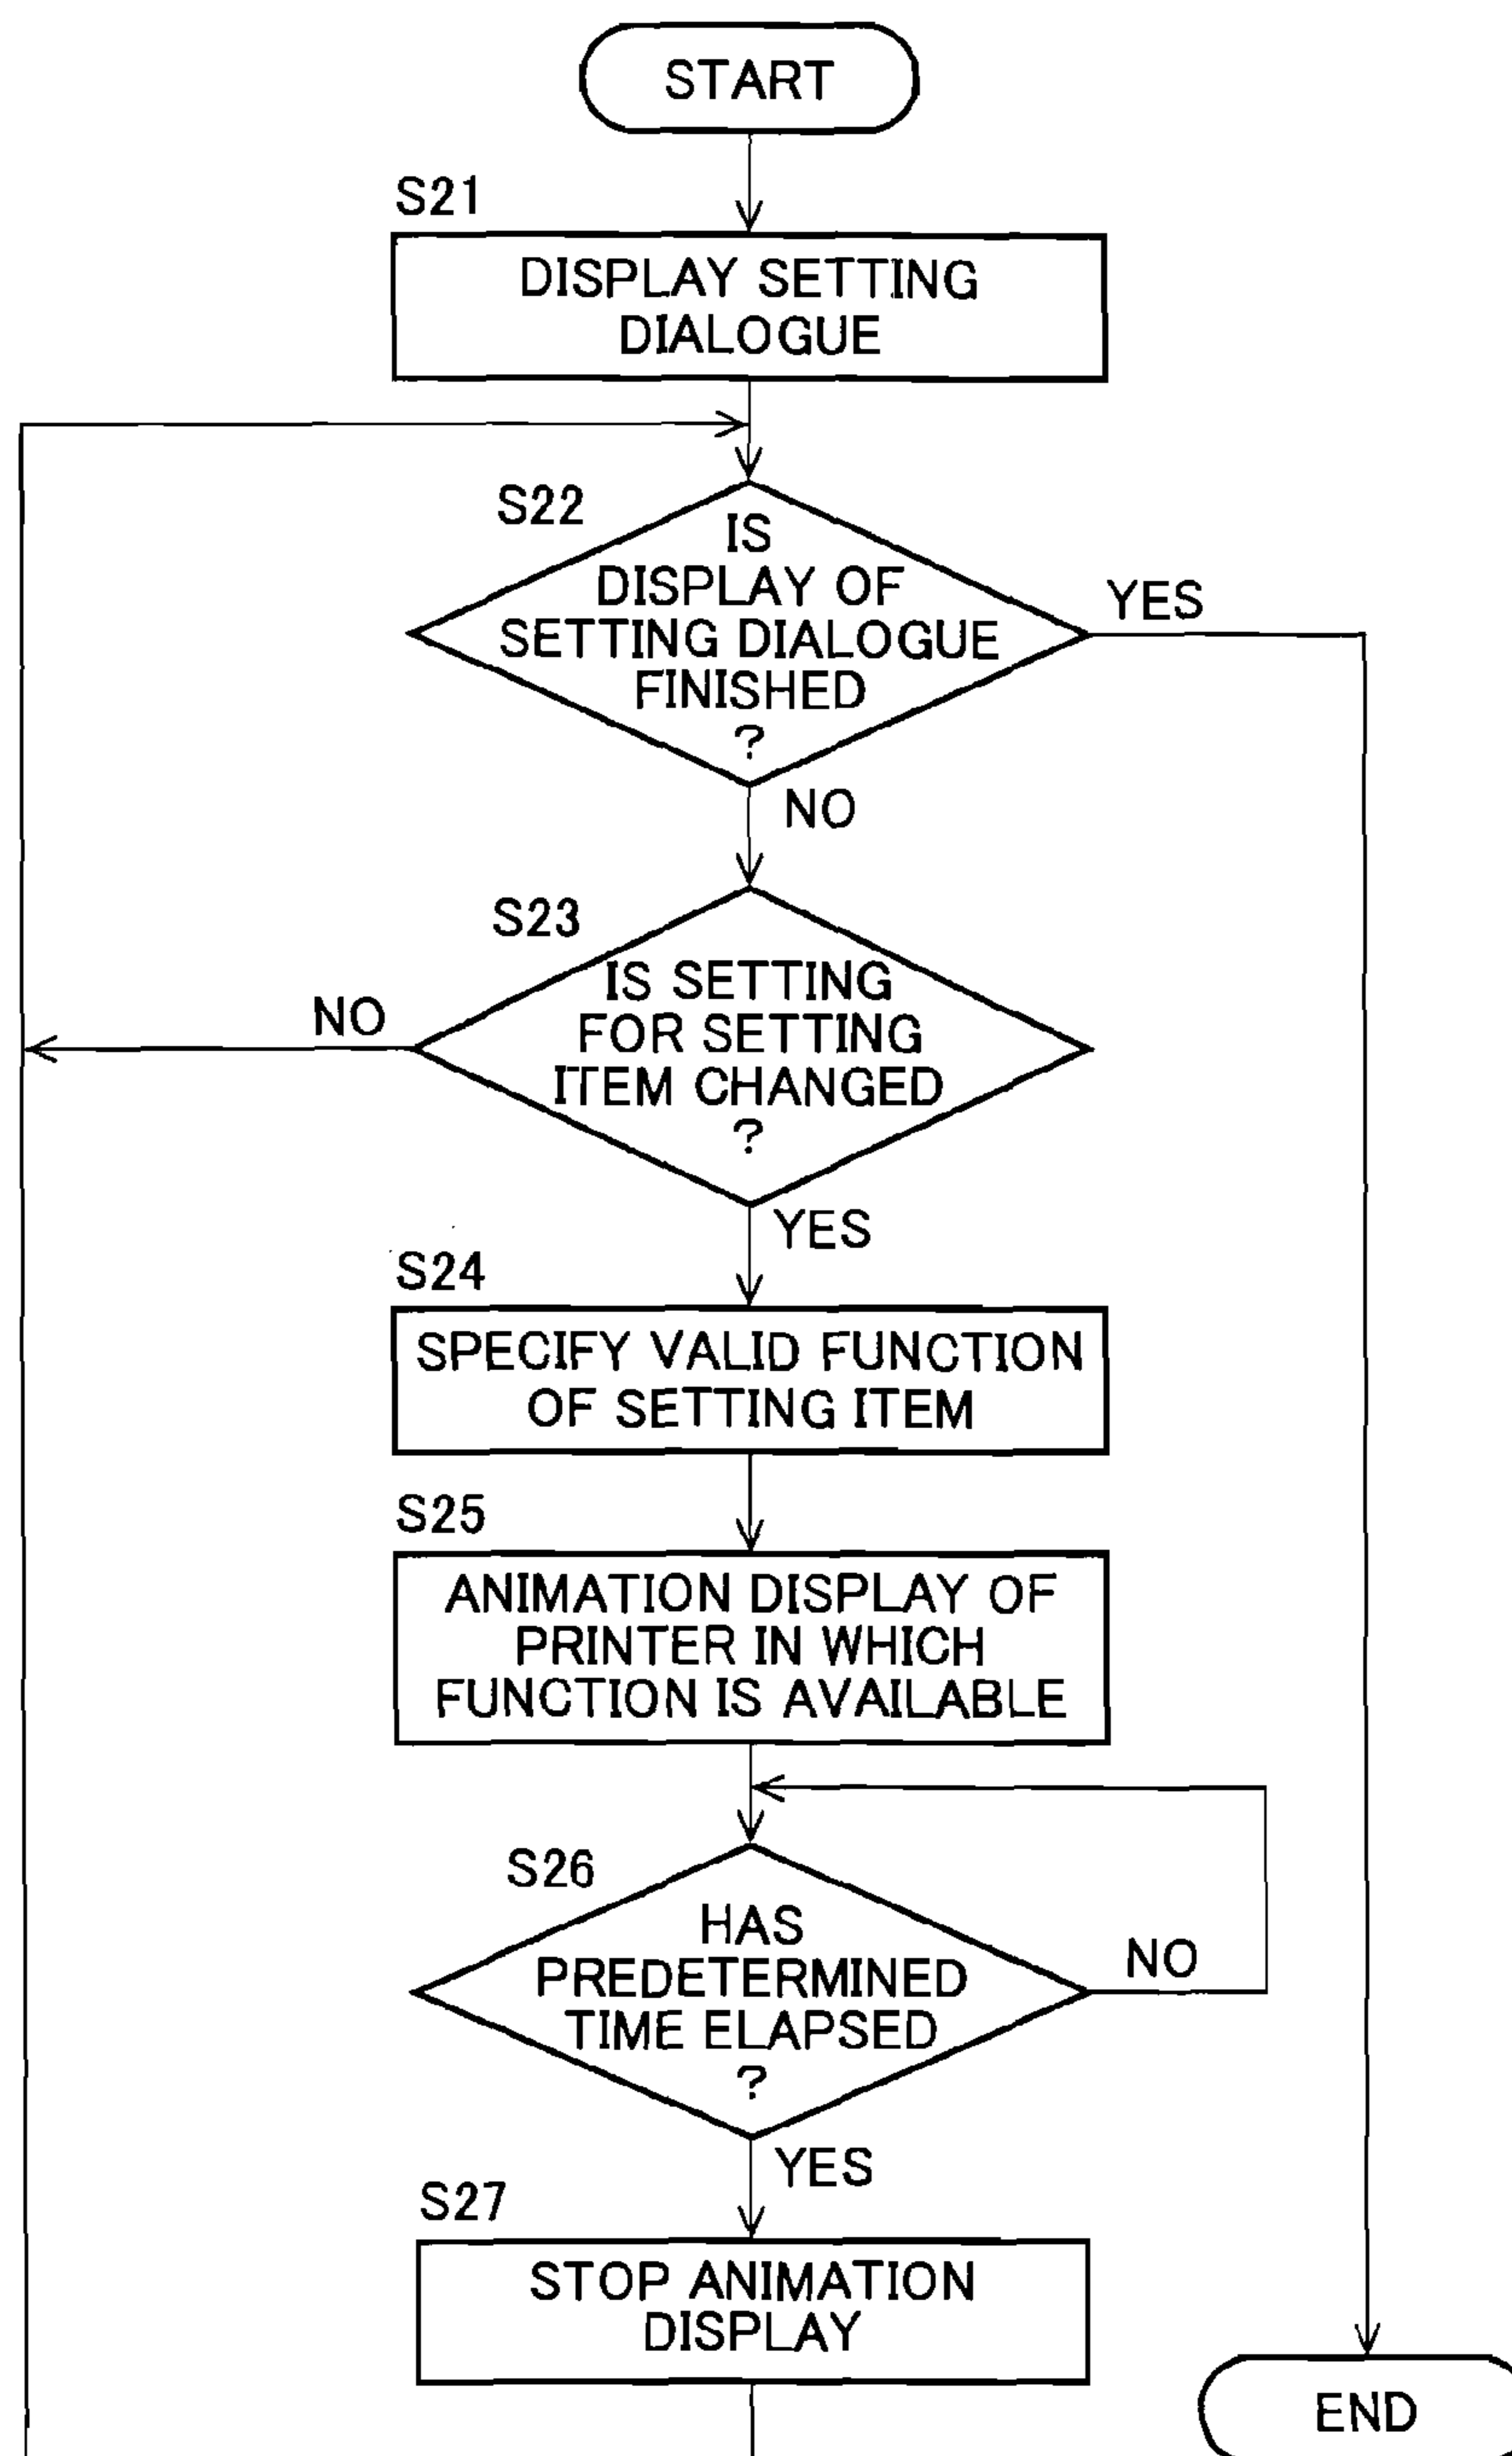 START
S21
DISPLAY SETTING
DIALOGUE
S22
IS
DISPLAY OF
SETTING DIALOGUE
FINISHED
?
YES
NO
S23
IS SETTING
FOR SETTING
ITEM CHANGED
?
NO
YES
S24
SPECIFY VALID FUNCTION
OF SETTING ITEM
S25
ANIMATION DISPLAY OF
PRINTER IN WHICH
FUNCTION IS AVAILABLE
S26
HAS
PREDETERMINED
TIME ELAPSED
?
NO
YES
S27
STOP ANIMATION
DISPLAY
END